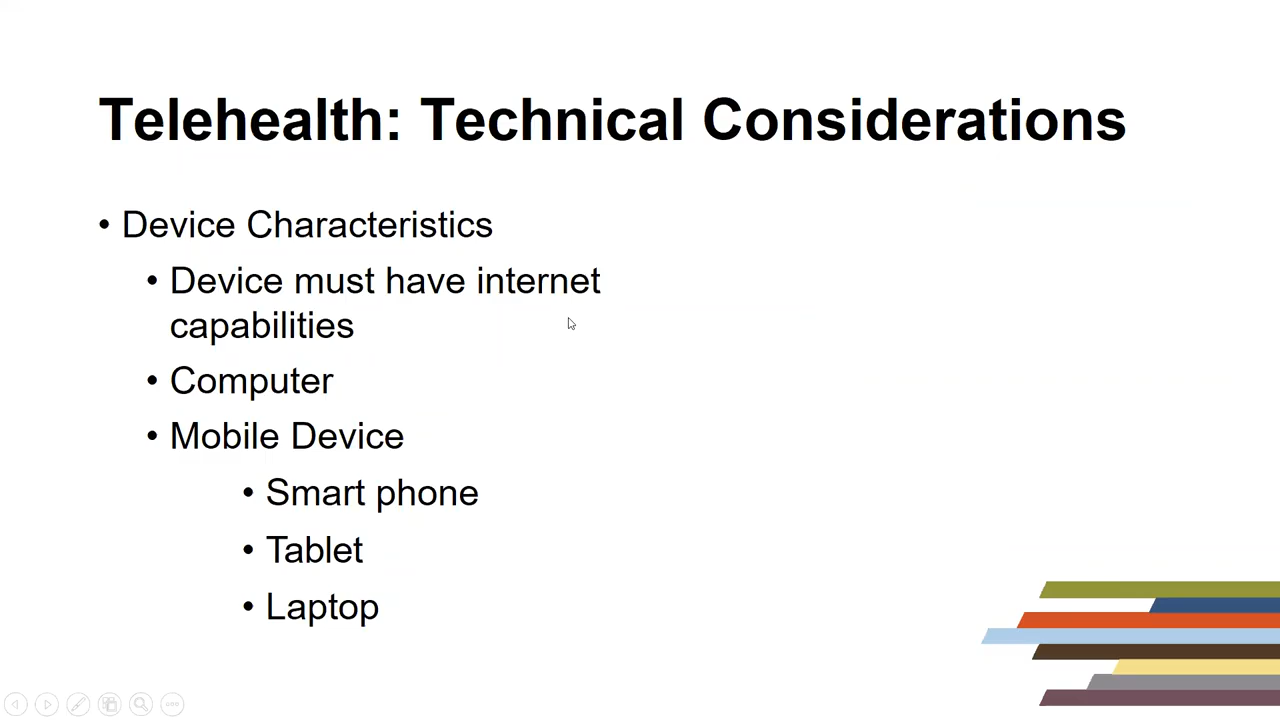 Telehealth: Technical Considerations
• Device Characteristics
• Device must have internet
capabilities
• Computer
• Mobile Device
• Smart phone
• Tablet
• Laptop